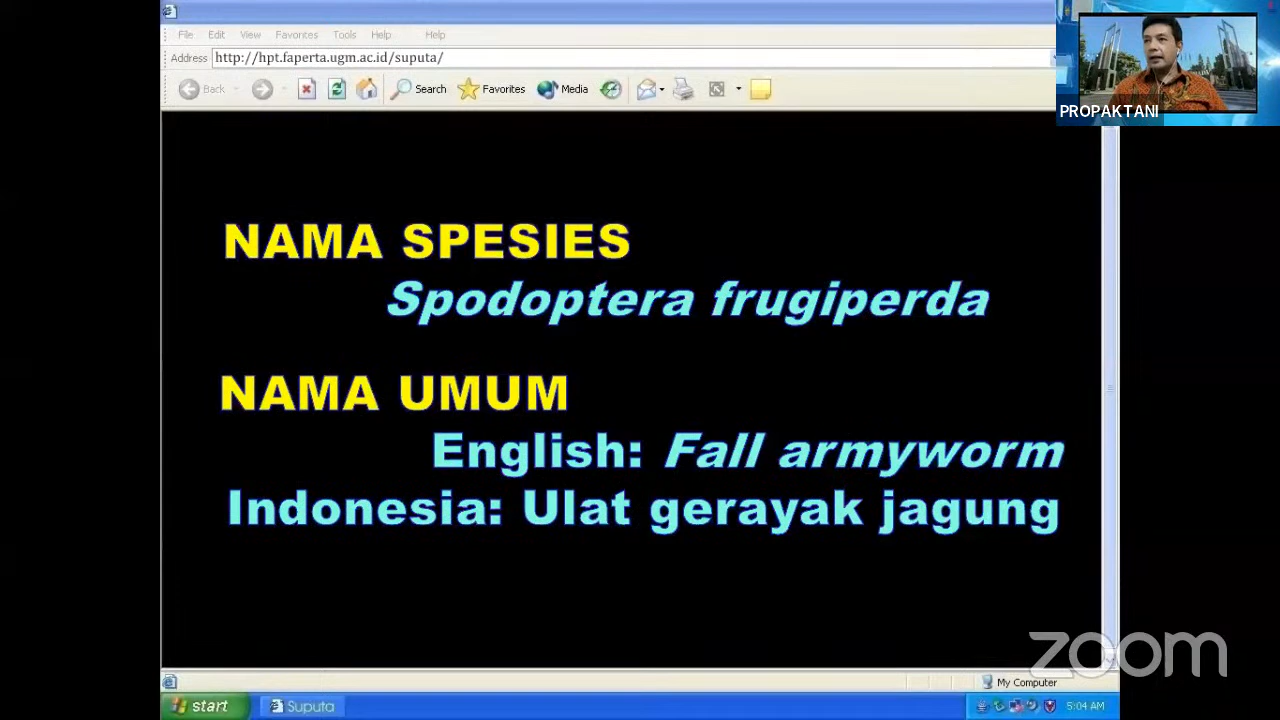 File Edit View Favorites Tools Help Help
Address http://hpt.faperta.ugm.ac.id/suputa/
Back Search Favorites Media
PROPAKTANI
NAMA SPESIES
Spodoptera frugiperda
NAMA UMUM
English: Fall armyworm
Indonesia: Ulat gerayak jagung
zoom
My Computer
start Suputa 5:04 AM